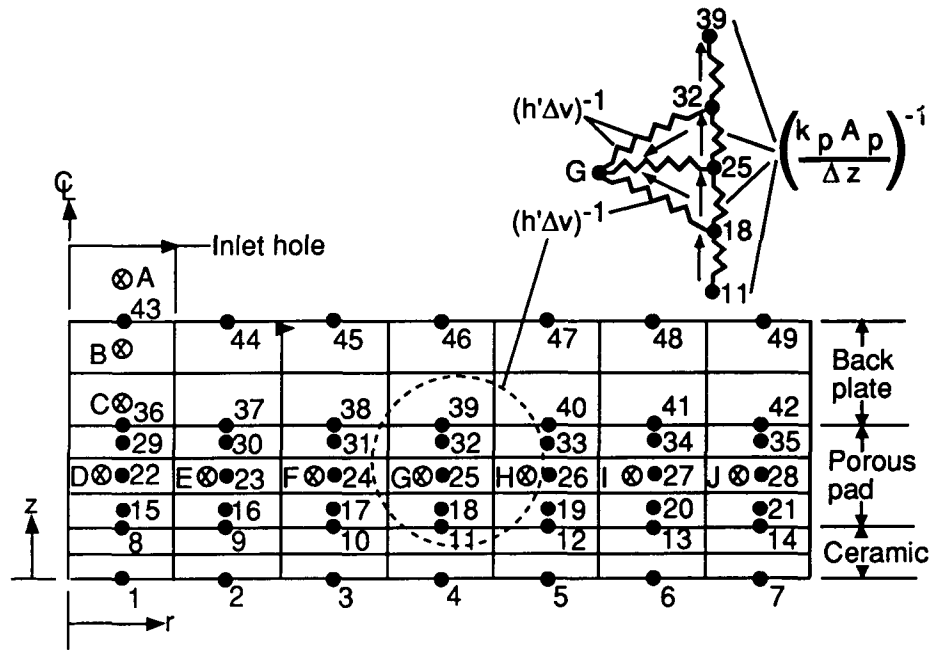 39
(h'Δv)⁻¹
32
(k p A p / Δ z)⁻¹
G
25
℄
(h'Δv)⁻¹
18
Inlet hole
A
11
43
44
45
46
47
48
49
B
Back
plate
C
36
37
38
39
40
41
42
29
30
31
32
33
34
35
Porous
pad
D
22
E
23
F
24
G
25
H
26
I
27
J
28
z
15
16
17
18
19
20
21
8
9
10
11
12
13
14
Ceramic
1
2
3
4
5
6
7
r